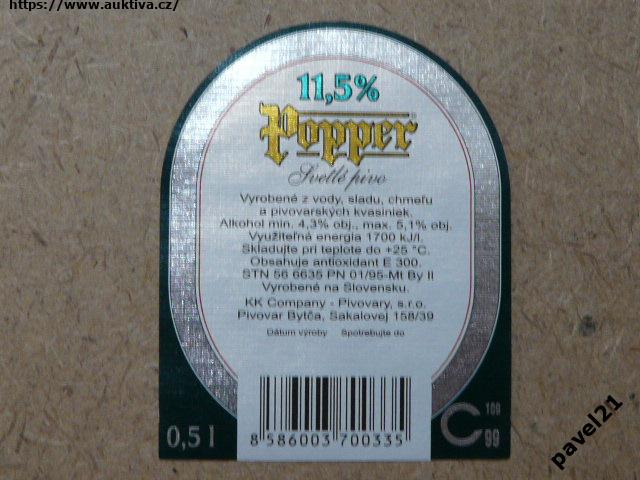 https://www.auktiva.cz/
11,5%
Popper
Svetlé pivo
Vyrobené z vody, sladu, chmeľu
a pivovarských kvasiniek.
Alkohol min. 4,3% obj., max. 5,1% obj.
Využiteľná energia 1700 kJ/l.
Skladujte pri teplote do +25 °C.
Obsahuje antioxidant E 300.
STN 56 6635 PN 01/95-Mt By II
Vyrobené na Slovensku.
KK Company - Pivovary, s.r.o.
Pivovar Bytča, Sakalovej 158/39
Dátum výroby Spotrebujte do
0,5 l
8 586003 700335
C 109
99
pavel21